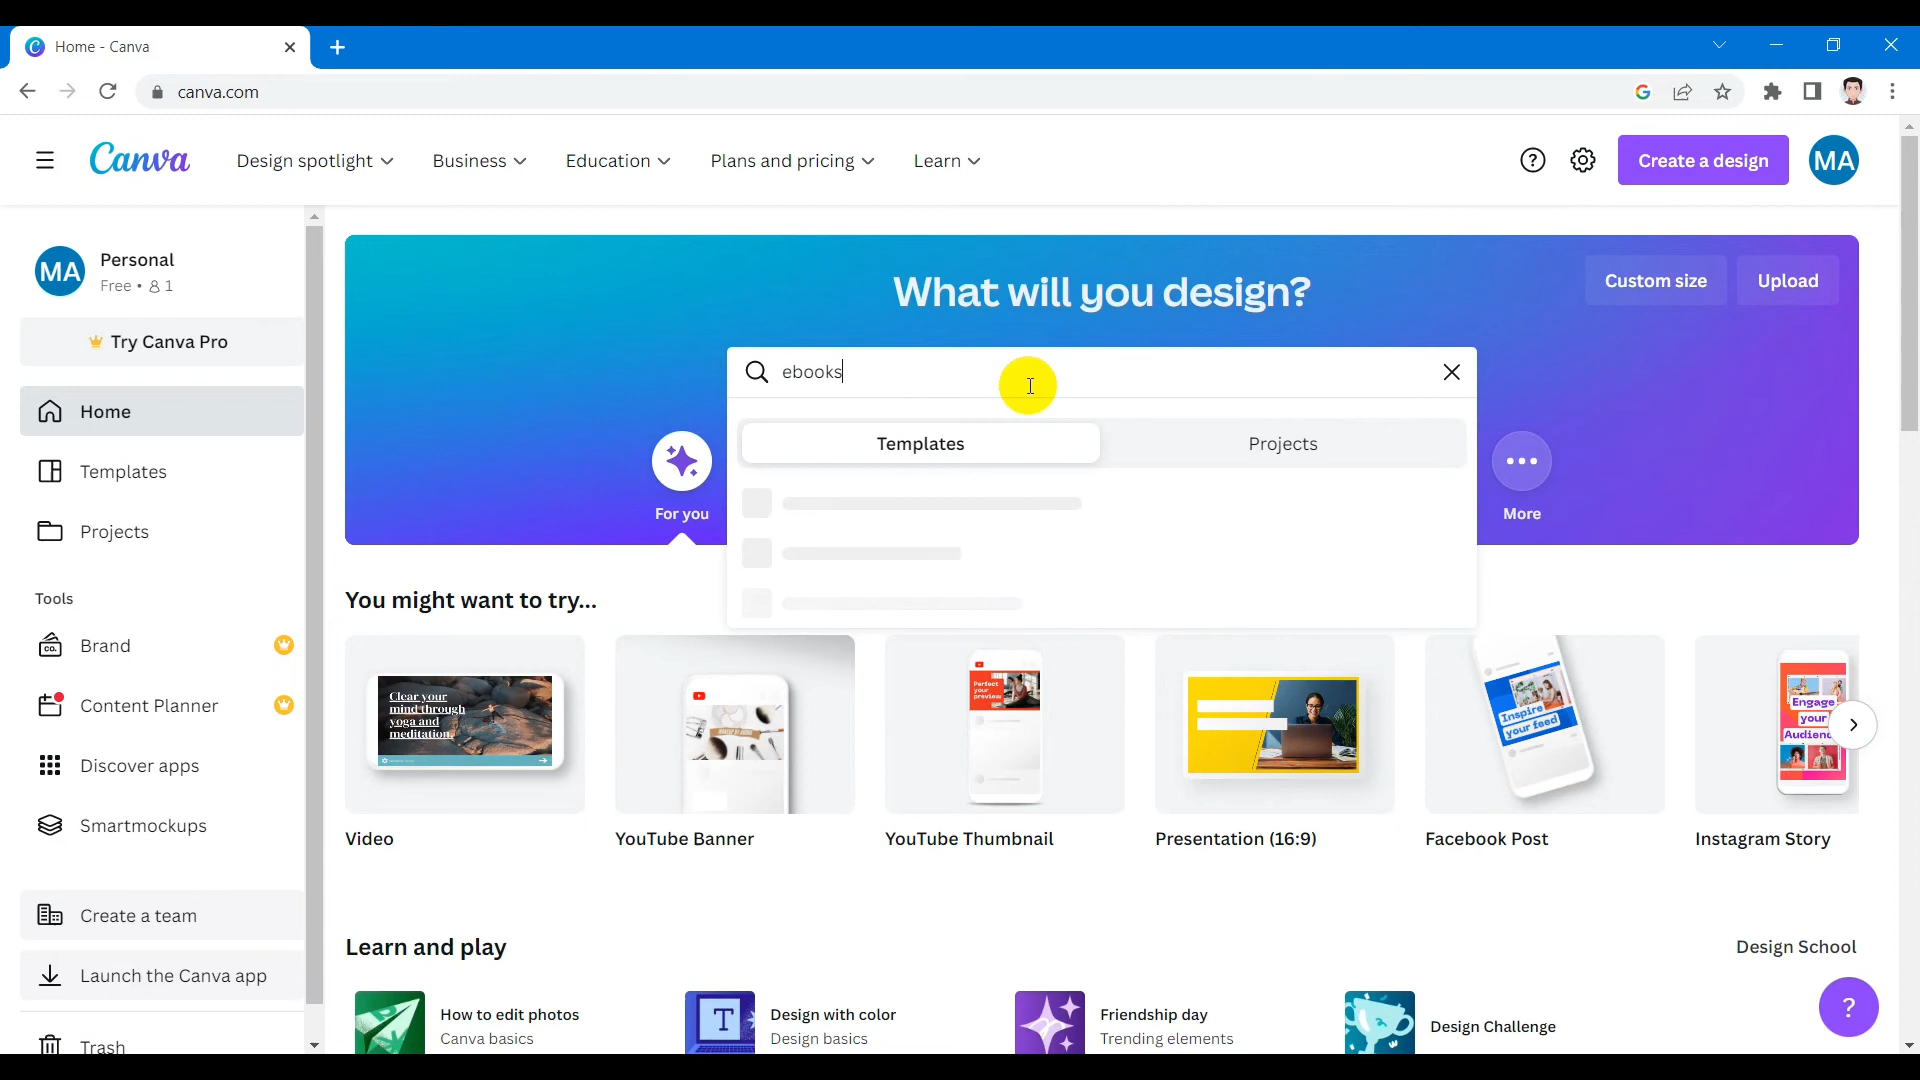 Home - Canva
canva.com
Canva
Design spotlight
Business
Education
Plans and pricing
Learn
Create a design
MA
MA
Personal
Free • 1
Try Canva Pro
Home
Templates
Projects
Tools
Brand
Content Planner
Discover apps
Smartmockups
Create a team
Launch the Canva app
Trash
What will you design?
Custom size
Upload
ebooks
Templates
Projects
For you
More
You might want to try...
Clear your
mind through
yoga and
meditation.
Perfect
your
preview
Inspire
your feed
Engage
your
Audience
Video
YouTube Banner
YouTube Thumbnail
Presentation (16:9)
Facebook Post
Instagram Story
Learn and play
Design School
How to edit photos
Canva basics
T
Design with color
Design basics
Friendship day
Trending elements
Design Challenge
?